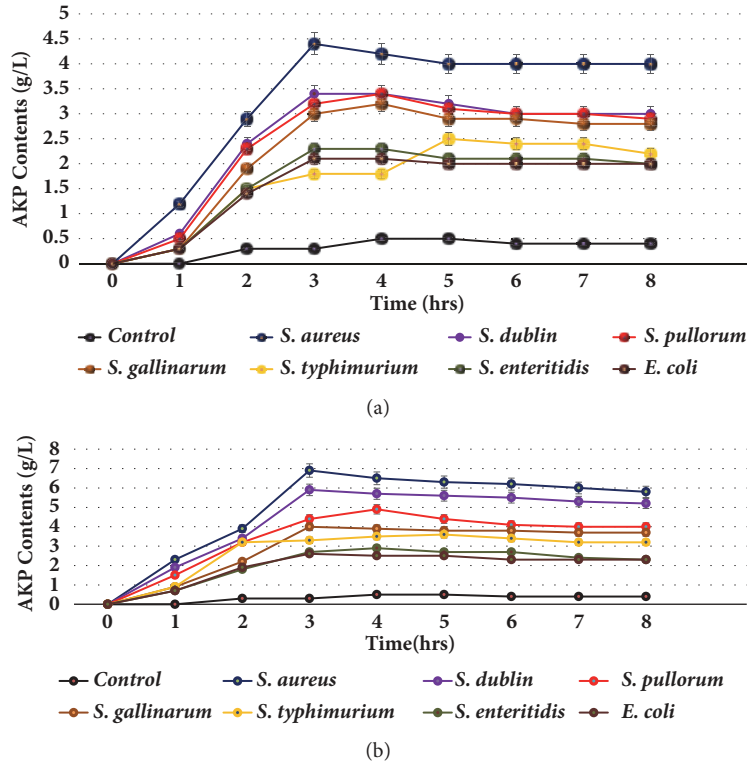 5
4.5
4
3.5
3
2.5
2
1.5
1
0.5
0
AKP Contents (g/L)
0 1 2 3 4 5 6 7 8
Time (hrs)
Control S. aureus S. dublin S. pullorum
S. gallinarum S. typhimurium S. enteritidis E. coli
(a)
8
7
6
5
4
3
2
1
0
AKP Contents (g/L)
0 1 2 3 4 5 6 7 8
Time(hrs)
Control S. aureus S. dublin S. pullorum
S. gallinarum S. typhimurium S. enteritidis E. coli
(b)